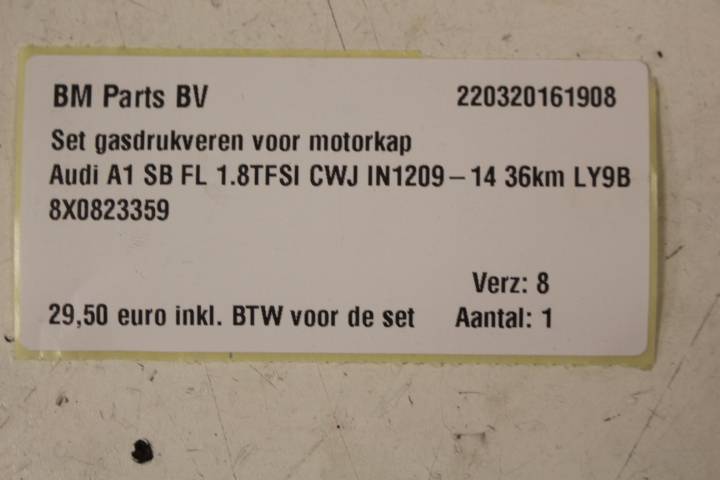 BM Parts BV 220320161908
Set gasdrukveren voor motorkap
Audi A1 SB FL 1.8TFSI CWJ IN1209-14 36km LY9B
8X0823359
Verz: 8
29,50 euro inkl. BTW voor de set Aantal: 1